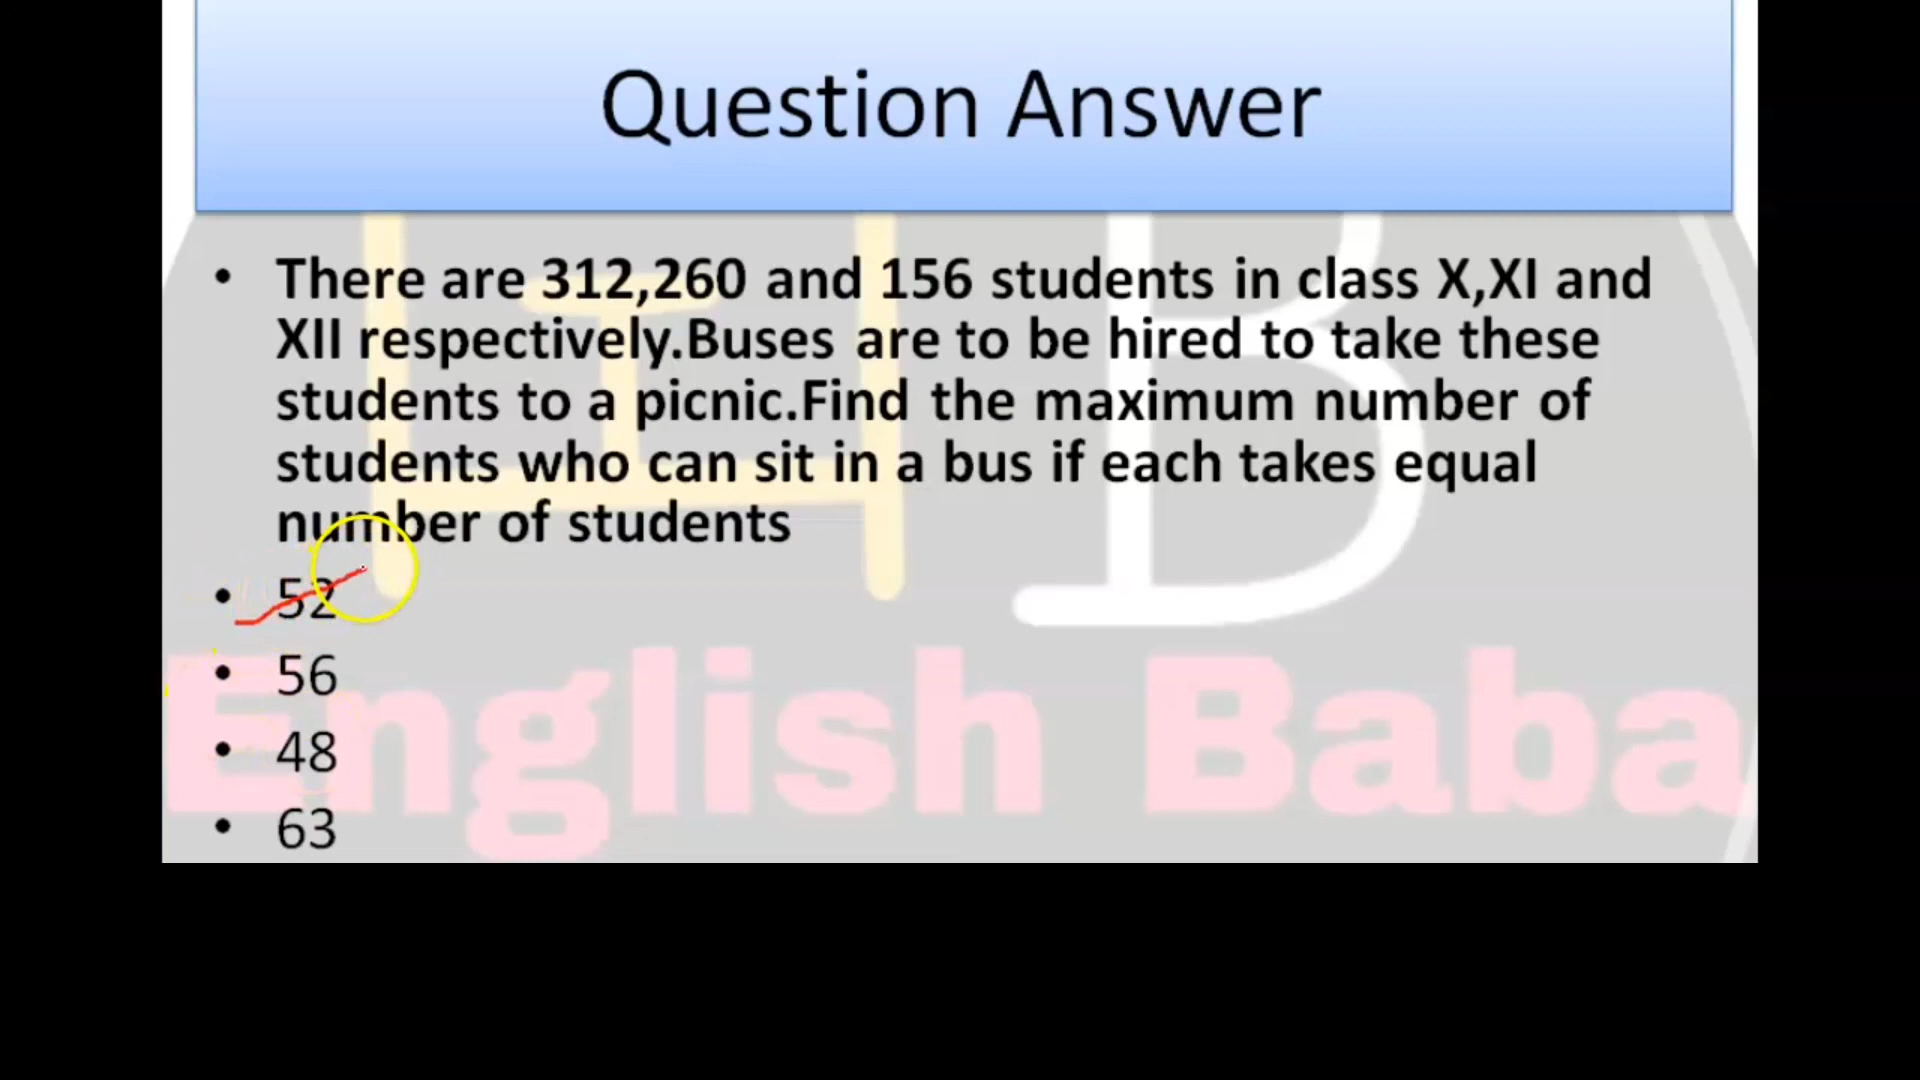 Question Answer
• There are 312,260 and 156 students in class X,XI and
XII respectively.Buses are to be hired to take these
students to a picnic.Find the maximum number of
students who can sit in a bus if each takes equal
number of students
• 52
• 56
• 48
• 63
English Baba
EB